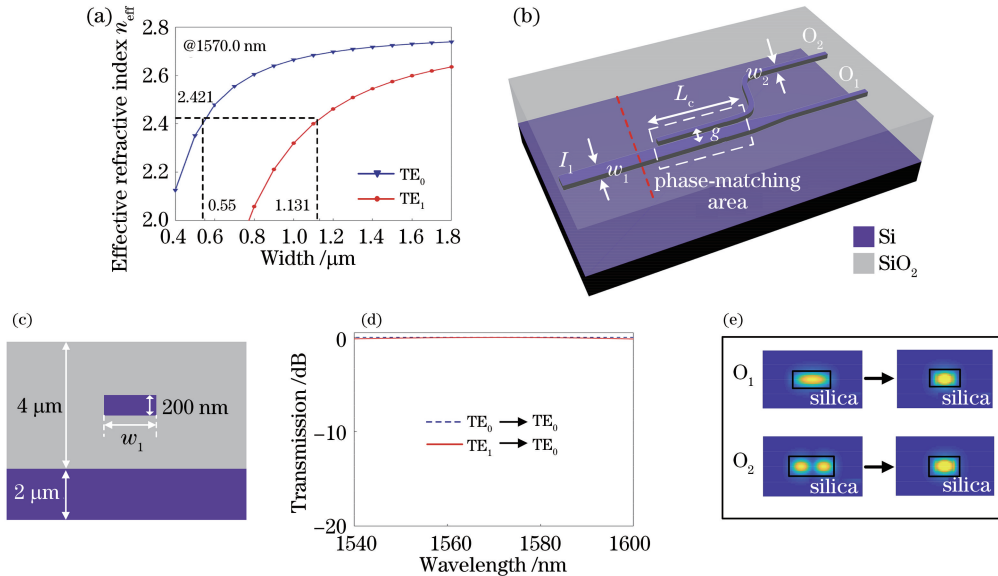 (a)
Effective refractive index n_eff
2.8
2.6
2.4
2.2
2.0
@1570.0 nm
2.421
0.55
1.131
TE₀
TE₁
0.4 0.6 0.8 1.0 1.2 1.4 1.6 1.8
Width /μm
(b)
O₂
w₂
O₁
L_c
g
I₁
w₁
phase-matching
area
Si
SiO₂
(c)
4 μm
200 nm
w₁
2 μm
(d)
Transmission /dB
0
−10
−20
TE₀ TE₀
TE₁ TE₀
1540 1560 1580 1600
Wavelength /nm
(e)
O₁
silica silica
O₂
silica silica